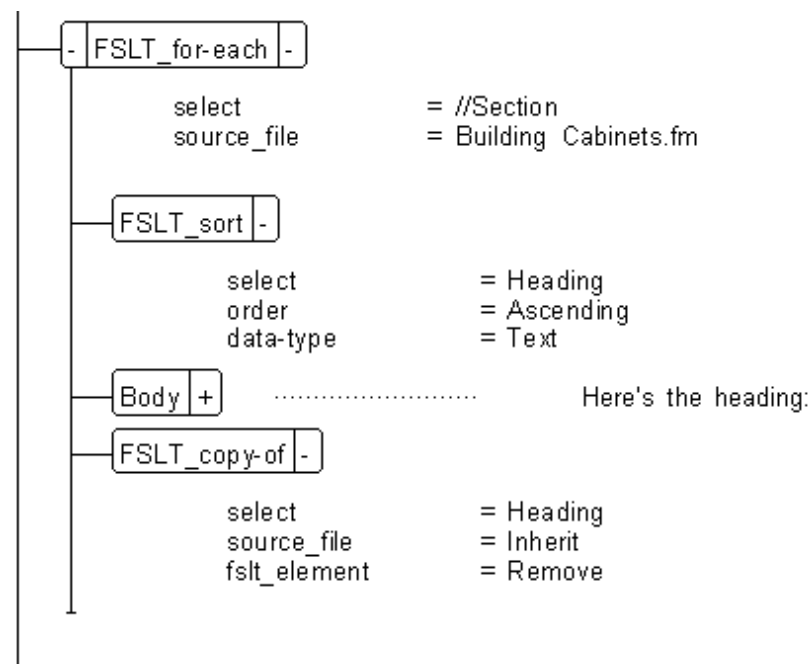 - FSLT_for-each -
select = //Section
source_file = Building Cabinets.fm
FSLT_sort -
select = Heading
order = Ascending
data-type = Text
Body + .......................... Here's the heading:
FSLT_copy-of -
select = Heading
source_file = Inherit
fslt_element = Remove